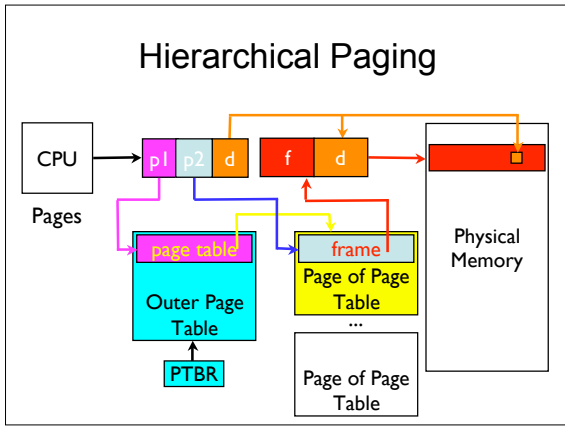 Hierarchical Paging
CPU
p1 p2 d
f d
Pages
page table
frame
Outer Page
Table
Page of Page
Table
Physical
Memory
...
PTBR
Page of Page
Table